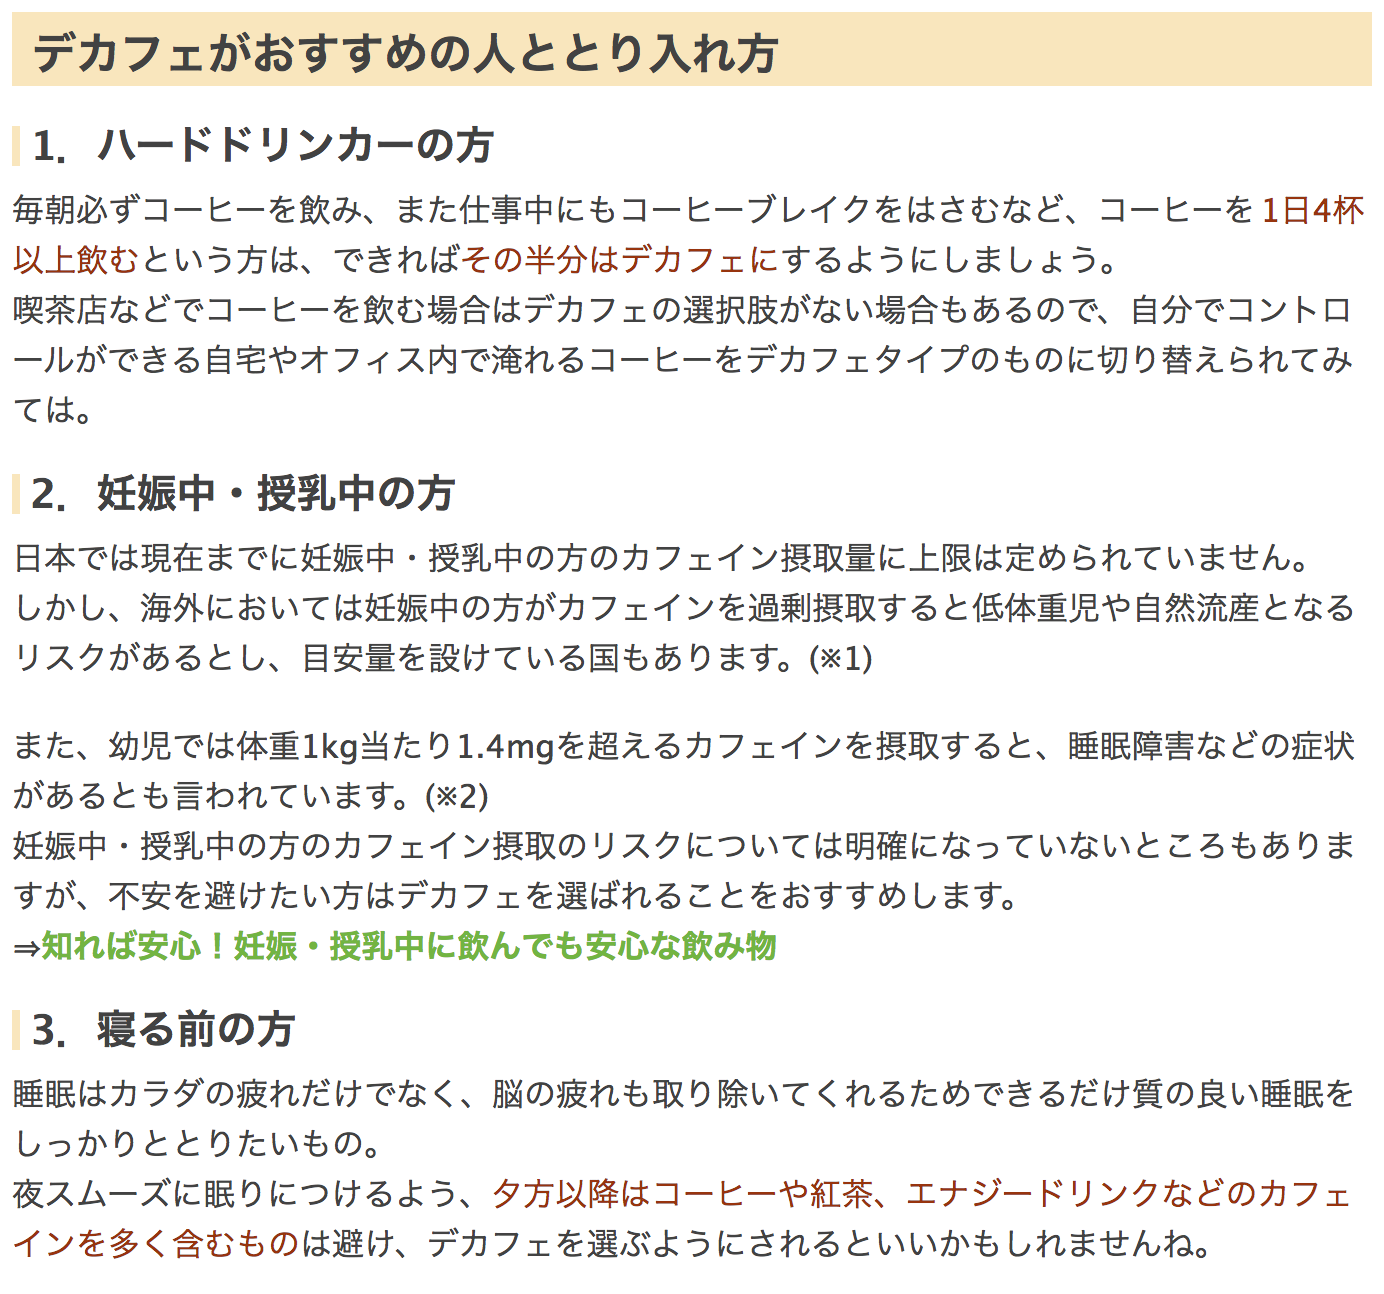 デカフェがおすすめの人ととり入れ方
1．ハードドリンカーの方
毎朝必ずコーヒーを飲み、また仕事中にもコーヒーブレイクをはさむなど、コーヒーを1日4杯
以上飲むという方は、できればその半分はデカフェにするようにしましょう。
喫茶店などでコーヒーを飲む場合はデカフェの選択肢がない場合もあるので、自分でコントロ
ールができる自宅やオフィス内で淹れるコーヒーをデカフェタイプのものに切り替えられてみ
ては。
2．妊娠中・授乳中の方
日本では現在までに妊娠中・授乳中の方のカフェイン摂取量に上限は定められていません。
しかし、海外においては妊娠中の方がカフェインを過剰摂取すると低体重児や自然流産となる
リスクがあるとし、目安量を設けている国もあります。(※1)
また、幼児では体重1kg当たり1.4mgを超えるカフェインを摂取すると、睡眠障害などの症状
があるとも言われています。(※2)
妊娠中・授乳中の方のカフェイン摂取のリスクについては明確になっていないところもありま
すが、不安を避けたい方はデカフェを選ばれることをおすすめします。
⇒知れば安心！妊娠・授乳中に飲んでも安心な飲み物
3．寝る前の方
睡眠はカラダの疲れだけでなく、脳の疲れも取り除いてくれるためできるだけ質の良い睡眠を
しっかりととりたいもの。
夜スムーズに眠りにつけるよう、夕方以降はコーヒーや紅茶、エナジードリンクなどのカフェ
インを多く含むものは避け、デカフェを選ぶようにされるといいかもしれませんね。